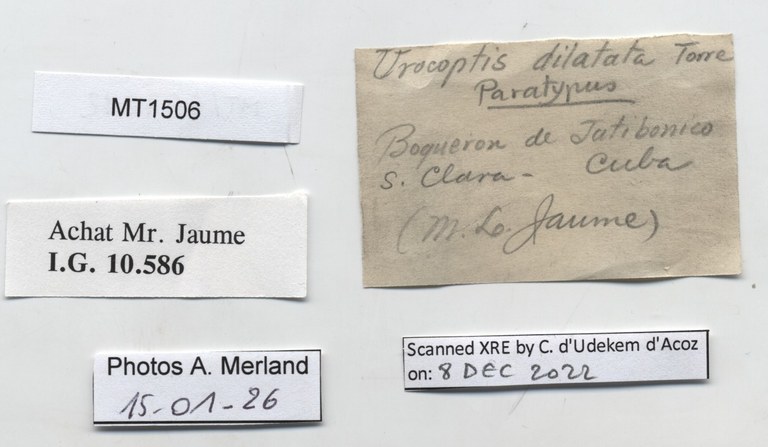 MT1506
Achat Mr. Jaume
I.G. 10.586
Photos A. Merland
15-01-26
Urocoptis dilatata Torre
Paratypus
Boqueron de Jatibonico
S. Clara - Cuba
(M. L. Jaume)
Scanned XRE by C. d'Udekem d'Acoz
on: 8 DEC 2022